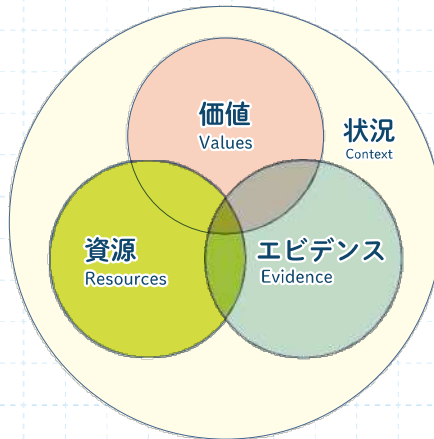 価値
Values
状況
Context
資源
Resources
エビデンス
Evidence